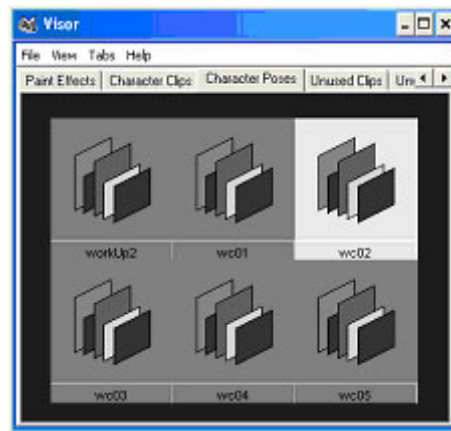 Visor
File View Tabs Help
Paint Effects Character Clips Character Poses Unused Clips
workUp2 wc01 wc02
wc03 wc04 wc05